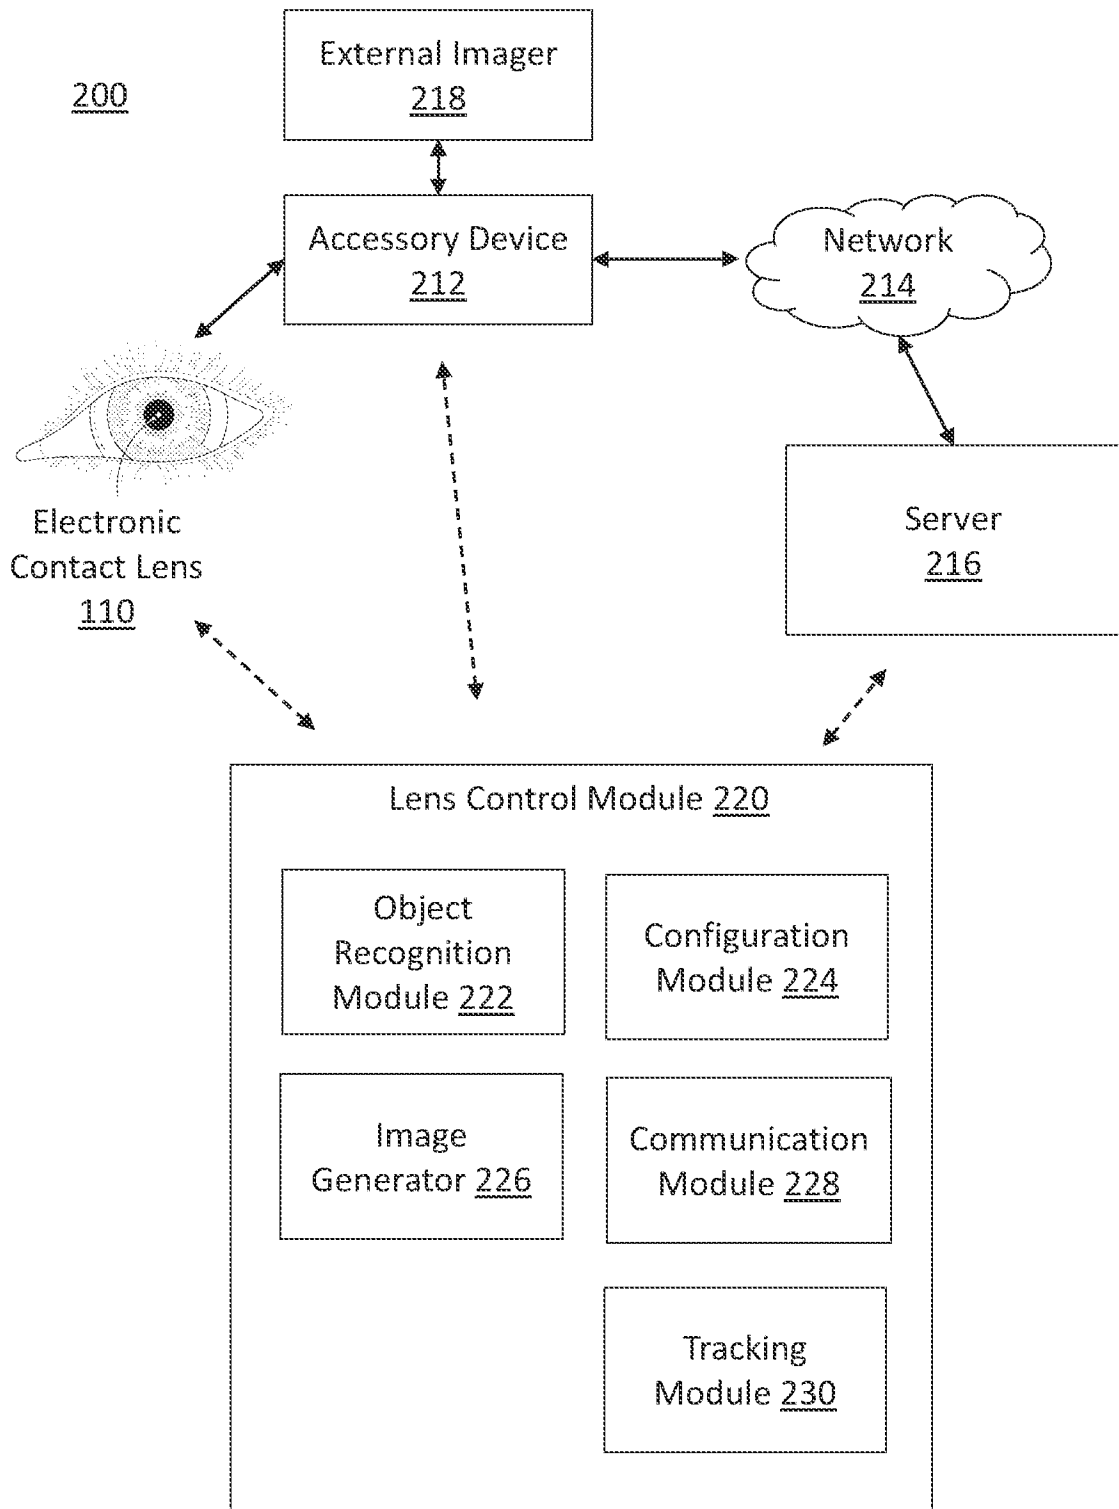 200
External Imager
218
Accessory Device
212
Network
214
Electronic
Contact Lens
110
Server
216
Lens Control Module 220
Object
Recognition
Module 222
Configuration
Module 224
Image
Generator 226
Communication
Module 228
Tracking
Module 230